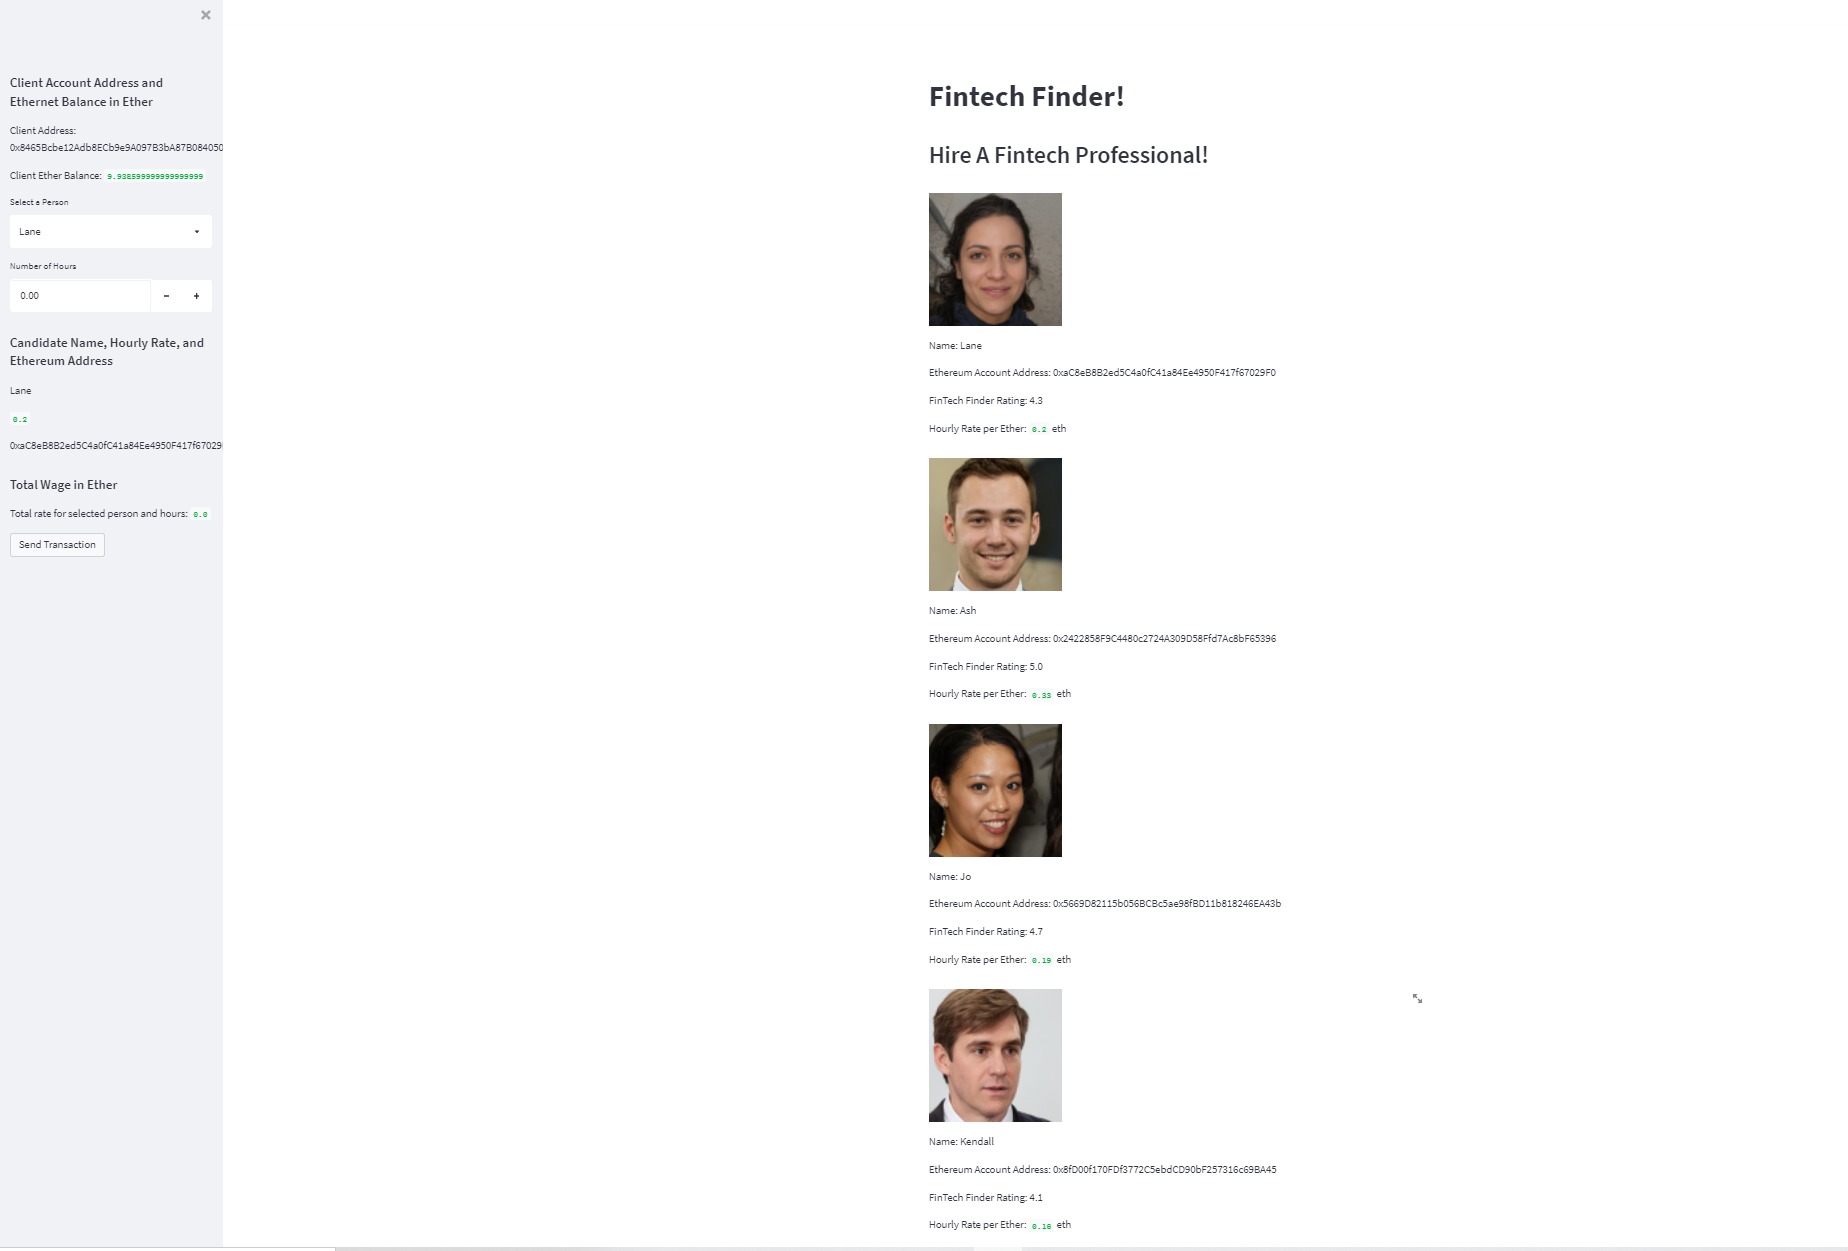 Client Account Address and
Ethernet Balance in Ether
Client Address:
0x8465Bcbe12Adb8ECb9e9A097B3bA87B084050
Client Ether Balance: 9.938599999999999999
Select a Person
Lane
Number of Hours
0.00
Candidate Name, Hourly Rate, and
Ethereum Address
Lane
0.2
0xaC8eB8B2ed5C4a0fC41a84Ee4950F417f67029
Total Wage in Ether
Total rate for selected person and hours: 0.0
Send Transaction
Fintech Finder!
Hire A Fintech Professional!
Name: Lane
Ethereum Account Address: 0xaC8eB8B2ed5C4a0fC41a84Ee4950F417f67029F0
FinTech Finder Rating: 4.3
Hourly Rate per Ether: 0.2 eth
Name: Ash
Ethereum Account Address: 0x2422858F9C4480c2724A309D58Ffd7Ac8bF65396
FinTech Finder Rating: 5.0
Hourly Rate per Ether: 0.33 eth
Name: Jo
Ethereum Account Address: 0x5669D82115b056BCBc5ae98fBD11b818246EA43b
FinTech Finder Rating: 4.7
Hourly Rate per Ether: 0.19 eth
Name: Kendall
Ethereum Account Address: 0x8fD00f170FDf3772C5ebdCD90bF257316c69BA45
FinTech Finder Rating: 4.1
Hourly Rate per Ether: 0.16 eth